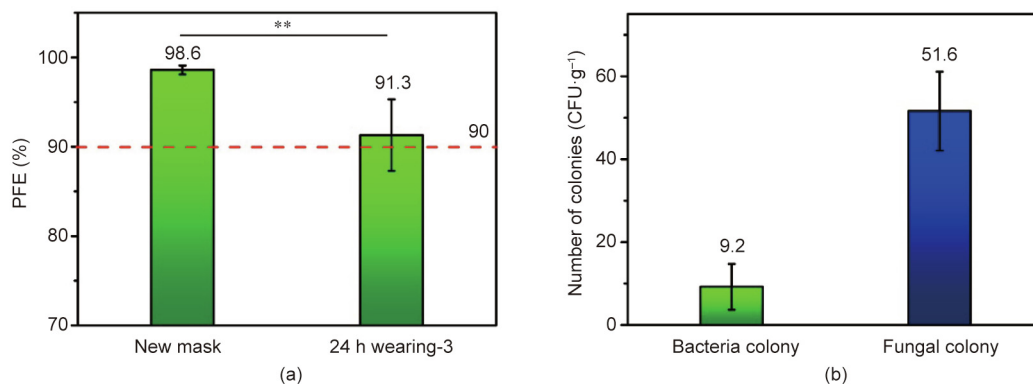 **
100
98.6
91.3
90
90
80
70
PFE (%)
New mask
24 h wearing-3
(a)
60
51.6
40
20
9.2
0
Number of colonies (CFU·g⁻¹)
Bacteria colony
Fungal colony
(b)